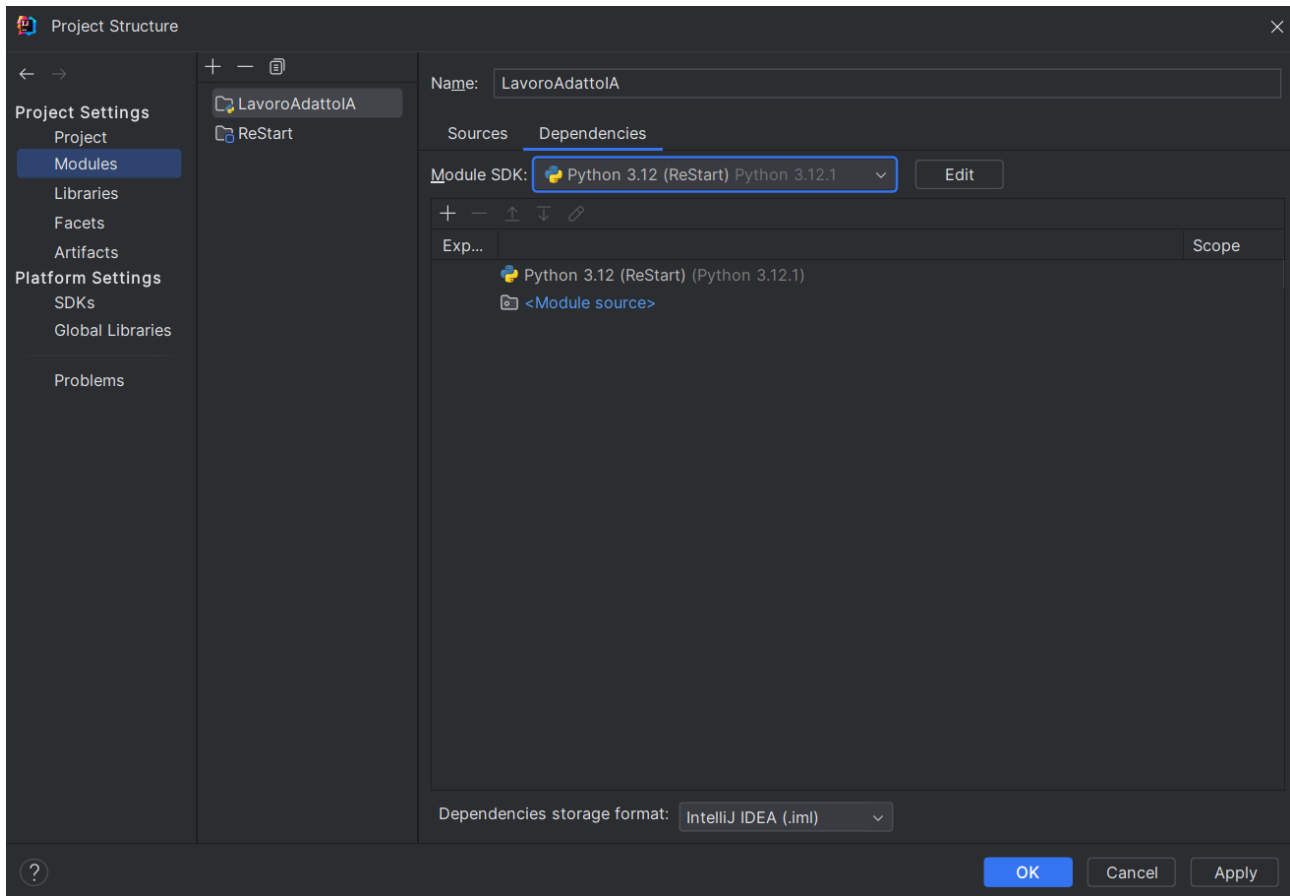 Project Structure
Project Settings
Project
Modules
Libraries
Facets
Artifacts
Platform Settings
SDKs
Global Libraries
Problems
LavoroAdattoIA
ReStart
Name: LavoroAdattoIA
Sources Dependencies
Module SDK: Python 3.12 (ReStart) Python 3.12.1 Edit
Exp... Scope
Python 3.12 (ReStart) (Python 3.12.1)
<Module source>
Dependencies storage format: IntelliJ IDEA (.iml)
? OK Cancel Apply